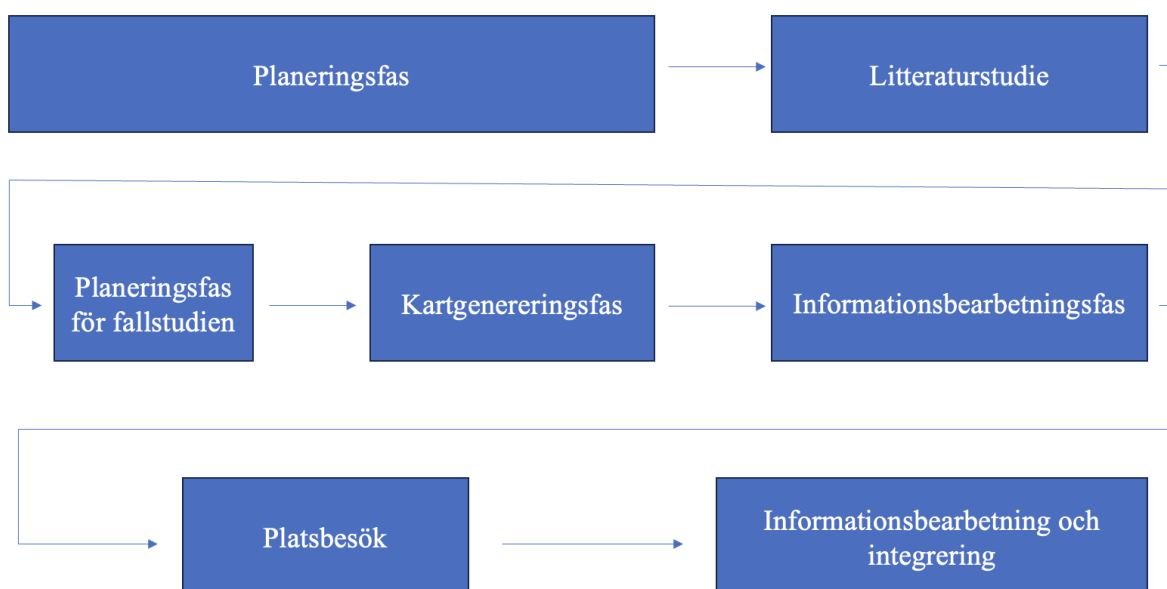 Planeringsfas
Litteraturstudie
Planeringsfas
för fallstudien
Kartgenereringsfas
Informationsbearbetningsfas
Platsbesök
Informationsbearbetning och
integrering